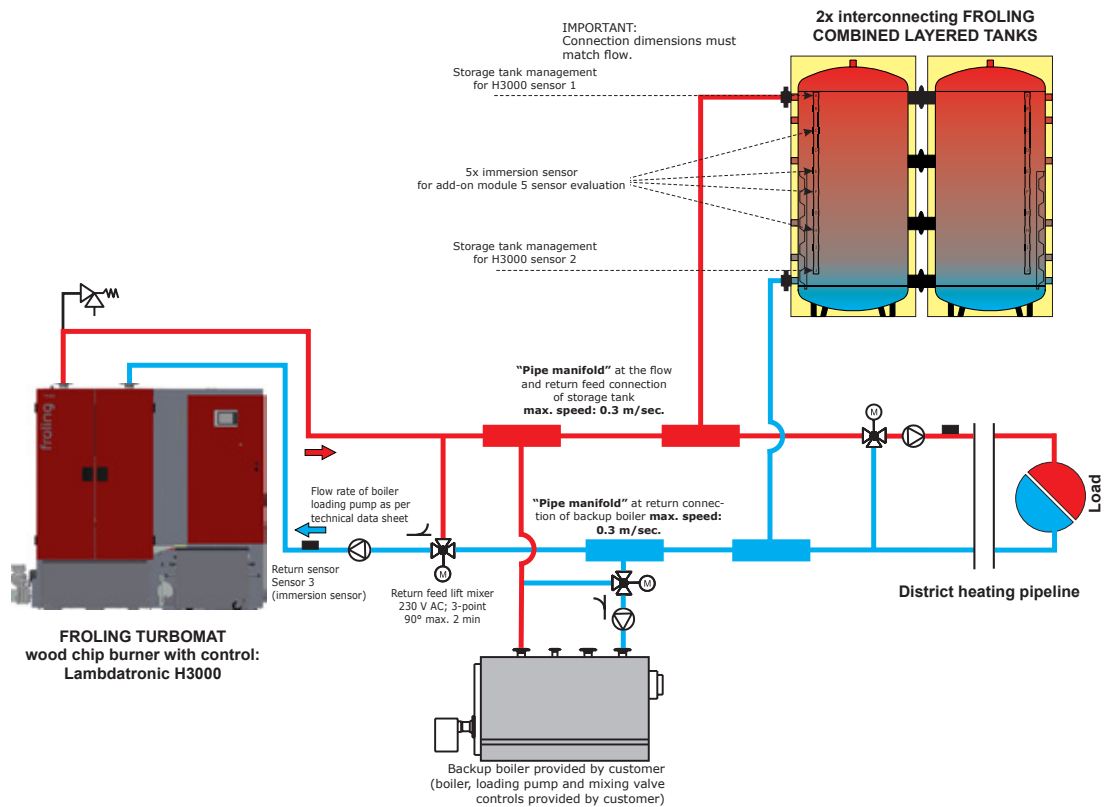 2x interconnecting FROLING
COMBINED LAYERED TANKS
IMPORTANT:
Connection dimensions must
match flow.
Storage tank management
for H3000 sensor 1
5x immersion sensor
for add-on module 5 sensor evaluation
Storage tank management
for H3000 sensor 2
"Pipe manifold" at the flow
and return feed connection
of storage tank
max. speed: 0.3 m/sec.
froling
M
Load
Flow rate of boiler
loading pump as per
technical data sheet
"Pipe manifold" at return connec-
tion of backup boiler max. speed:
0.3 m/sec.
Return sensor
Sensor 3
(immersion sensor)
M
Return feed lift mixer
230 V AC; 3-point
90° max. 2 min
M
District heating pipeline
FROLING TURBOMAT
wood chip burner with control:
Lambdatronic H3000
Backup boiler provided by customer
(boiler, loading pump and mixing valve
controls provided by customer)